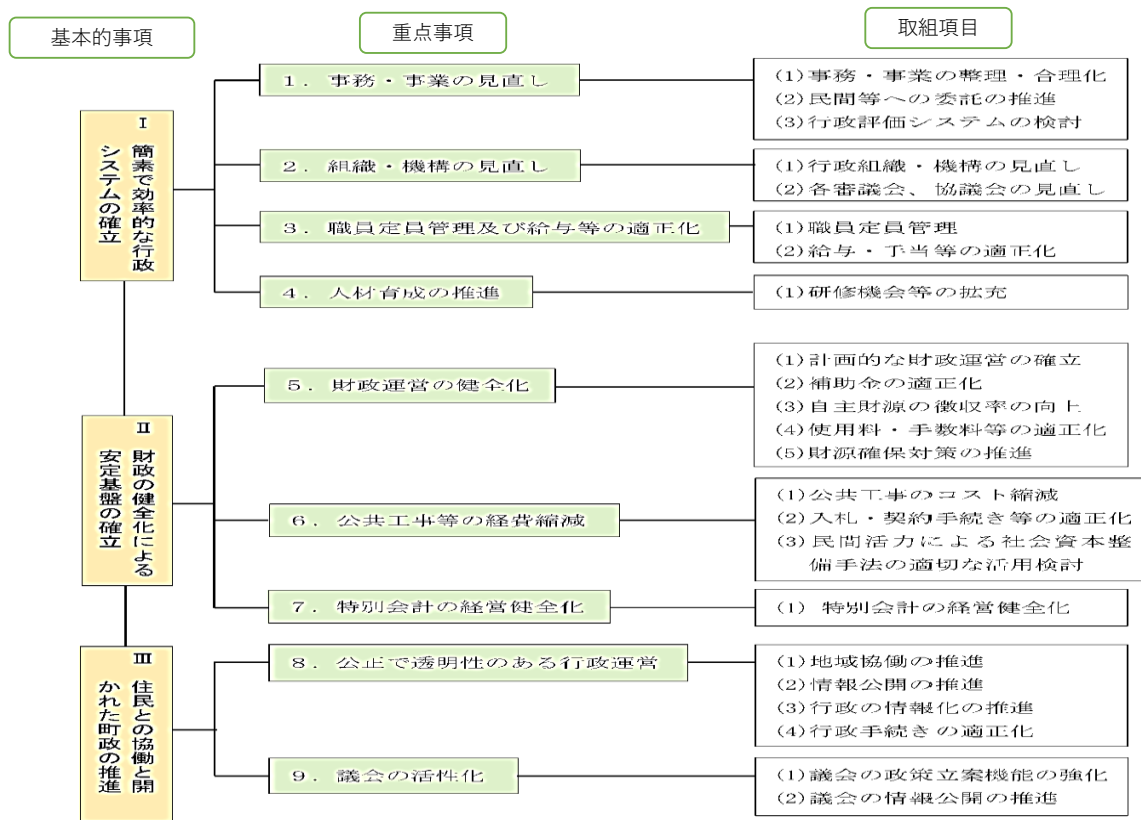 基本的事項
重点事項
取組項目
Ⅰ 簡素で効率的な行政
システムの確立
1．事務・事業の見直し
(1)事務・事業の整理・合理化
(2)民間等への委託の推進
(3)行政評価システムの検討
2．組織・機構の見直し
(1)行政組織・機構の見直し
(2)各審議会、協議会の見直し
3．職員定員管理及び給与等の適正化
(1)職員定員管理
(2)給与・手当等の適正化
4．人材育成の推進
(1)研修機会等の拡充
Ⅱ 財政の健全化による
安定基盤の確立
5．財政運営の健全化
(1)計画的な財政運営の確立
(2)補助金の適正化
(3)自主財源の徴収率の向上
(4)使用料・手数料等の適正化
(5)財源確保対策の推進
6．公共工事等の経費縮減
(1)公共工事のコスト縮減
(2)入札・契約手続き等の適正化
(3)民間活力による社会資本整
備手法の適切な活用検討
7．特別会計の経営健全化
(1) 特別会計の経営健全化
Ⅲ 住民との協働と開
かれた町政の推進
8．公正で透明性のある行政運営
(1)地域協働の推進
(2)情報公開の推進
(3)行政の情報化の推進
(4)行政手続きの適正化
9．議会の活性化
(1)議会の政策立案機能の強化
(2)議会の情報公開の推進